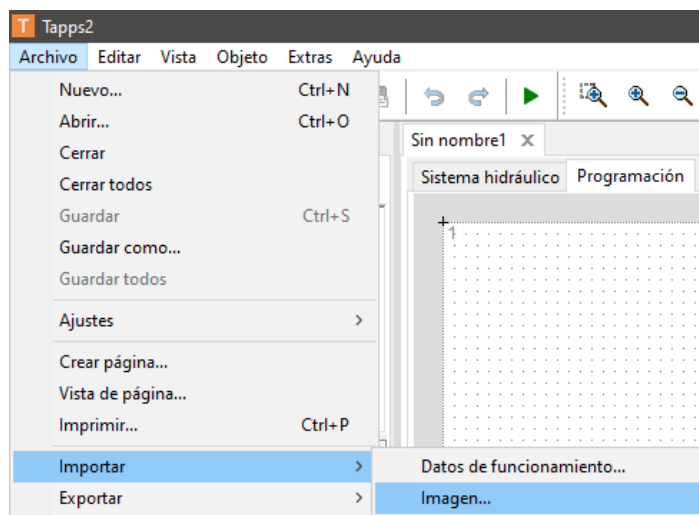 T Tapps2
Archivo Editar Vista Objeto Extras Ayuda
Nuevo... Ctrl+N
Abrir... Ctrl+O
Cerrar
Cerrar todos
Guardar Ctrl+S
Guardar como...
Guardar todos
Ajustes >
Crear página...
Vista de página...
Imprimir... Ctrl+P
Importar >
Exportar >
Sin nombre1 X
Sistema hidráulico Programación
1
Datos de funcionamiento...
Imagen...